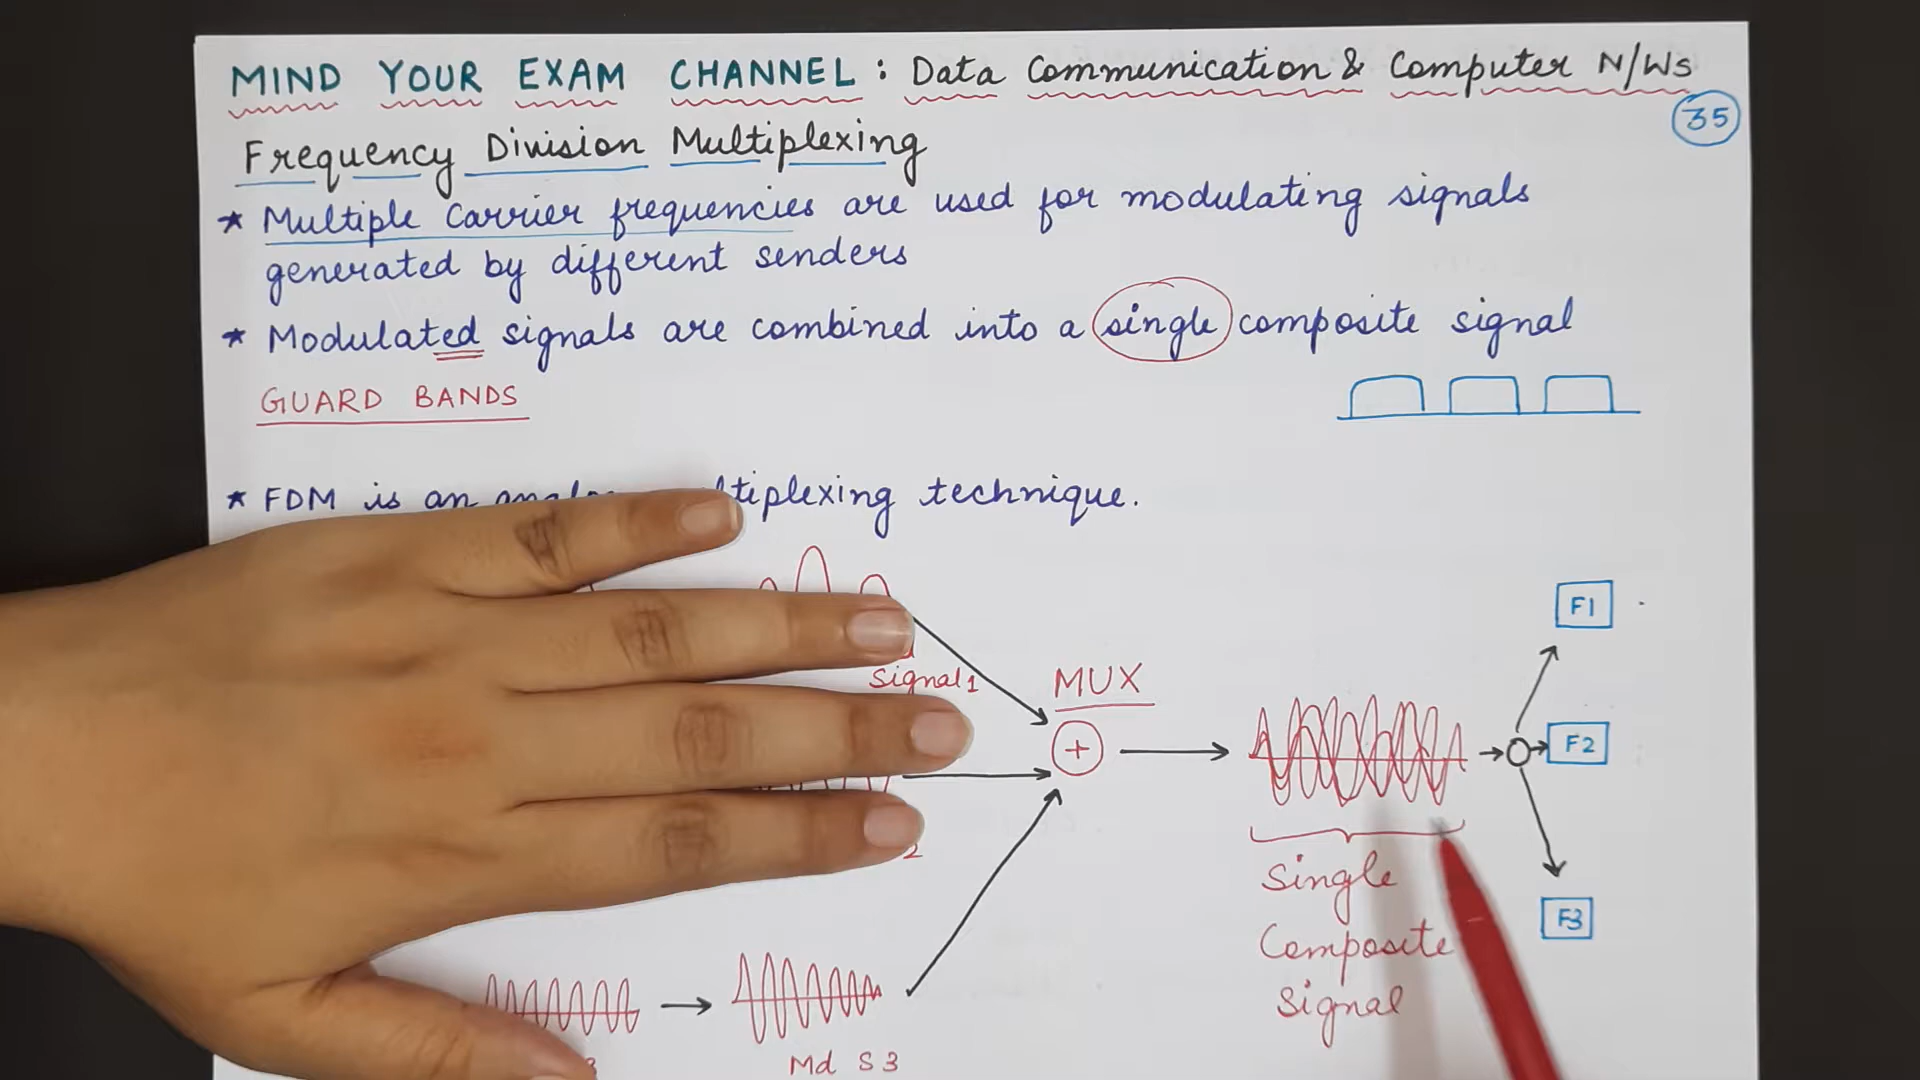 MIND YOUR EXAM CHANNEL : Data Communication & Computer N/Ws
35
Frequency Division Multiplexing
* Multiple Carrier frequencies are used for modulating signals
generated by different senders
* Modulated signals are combined into a single composite signal
GUARD BANDS
* FDM is an technique.
F1
Signal 1
MUX
+
F2
2
Single
Composite
Signal
F3
3
Md S3